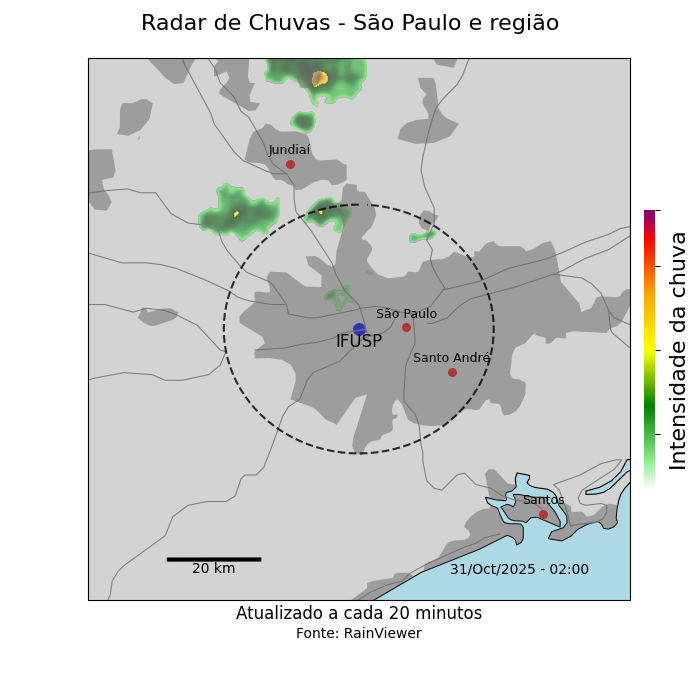 Radar de Chuvas - São Paulo e região
Jundiaí
São Paulo
IFUSP
Santo André
Santos
20 km
31/Oct/2025 - 02:00
Intensidade da chuva
Atualizado a cada 20 minutos
Fonte: RainViewer